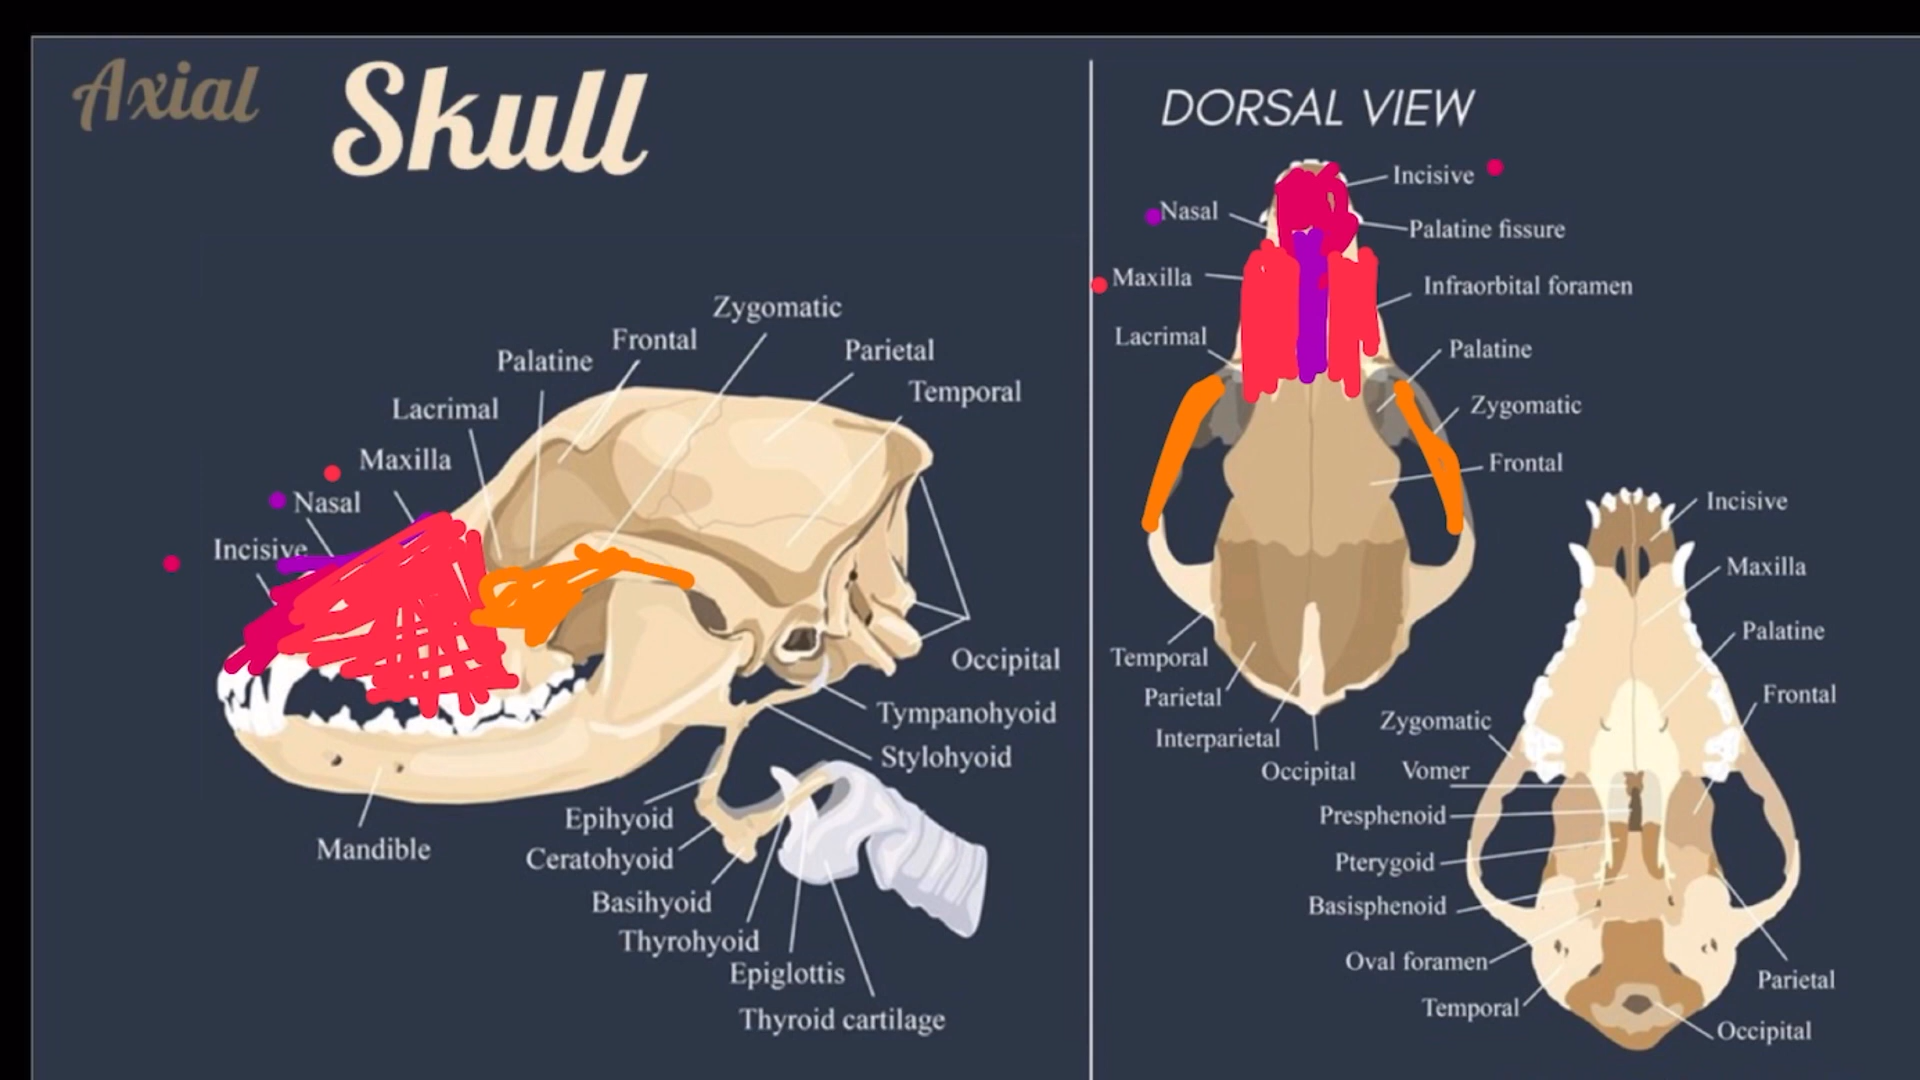 Axial
Skull
Zygomatic
Frontal
Palatine
Parietal
Temporal
Lacrimal
Maxilla
Nasal
Incisive
Occipital
Tympanohyoid
Stylohyoid
Epihyoid
Mandible
Ceratohyoid
Basihyoid
Thyrohyoid
Epiglottis
Thyroid cartilage
DORSAL VIEW
Incisive
Nasal
Palatine fissure
Maxilla
Infraorbital foramen
Lacrimal
Palatine
Zygomatic
Frontal
Temporal
Parietal
Interparietal
Occipital
Incisive
Maxilla
Palatine
Frontal
Zygomatic
Vomer
Presphenoid
Pterygoid
Basisphenoid
Oval foramen
Parietal
Temporal
Occipital